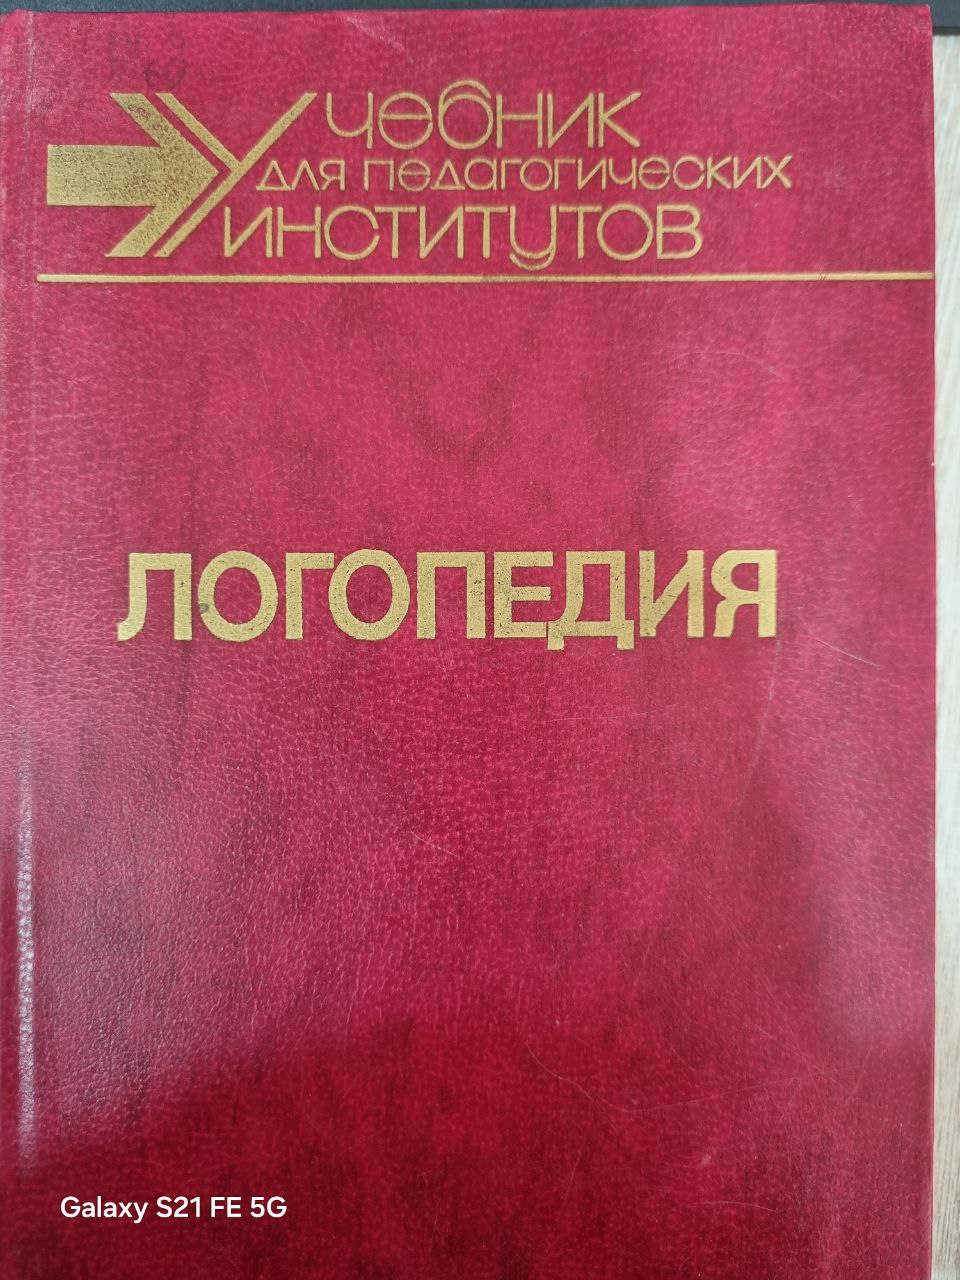 Учебник
для педагогических
институтов
ЛОГОПЕДИЯ
Galaxy S21 FE 5G